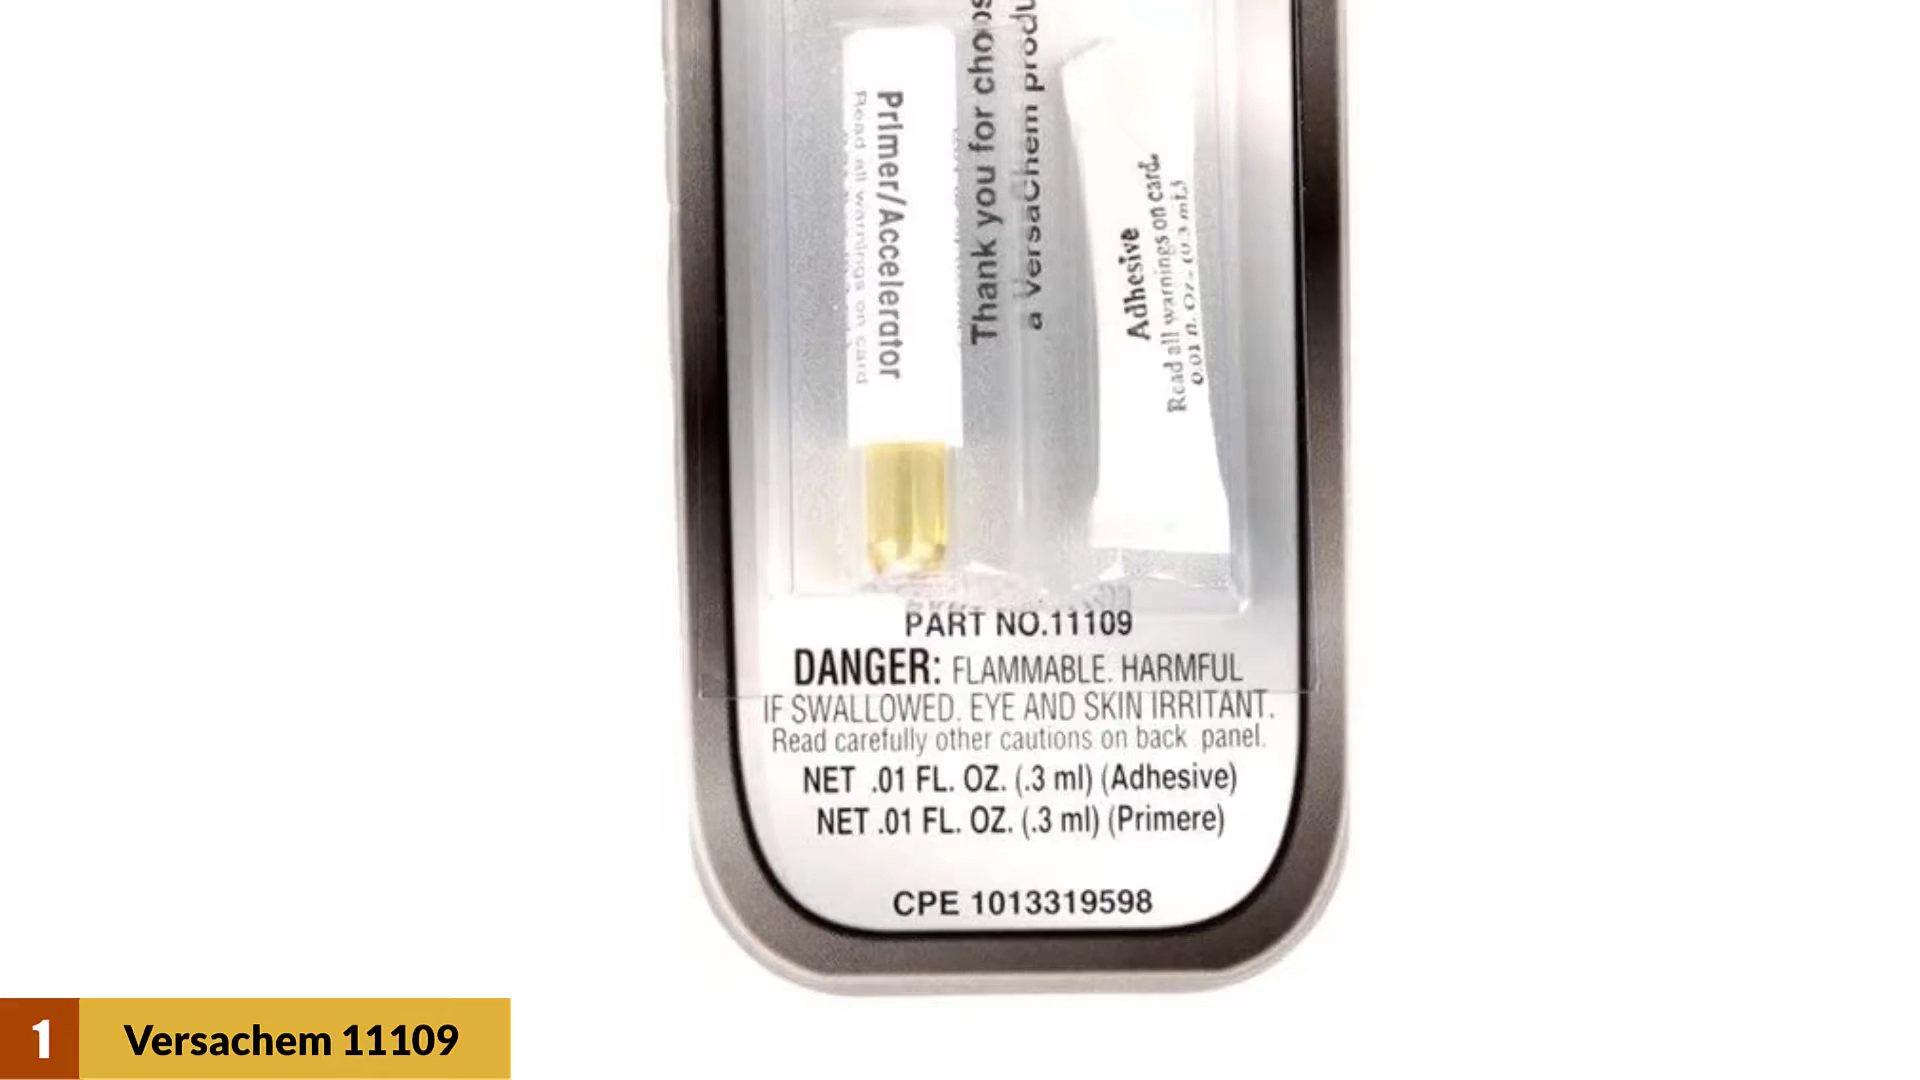 Primer/Accelerator
Read all warnings on card
Thank you for
a VersaChem
Adhesive
Read all warnings on card.
PART NO.11109
DANGER: FLAMMABLE. HARMFUL
IF SWALLOWED. EYE AND SKIN IRRITANT.
Read carefully other cautions on back panel.
NET .01 FL. OZ. (.3 ml) (Adhesive)
NET .01 FL. OZ. (.3 ml) (Primere)
CPE 1013319598
1 Versachem 11109